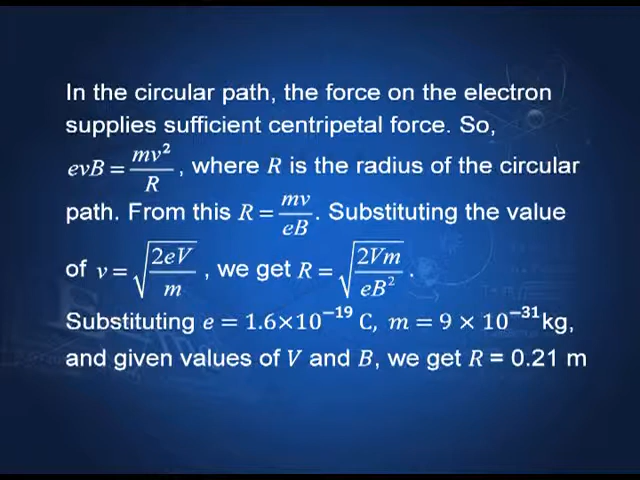 In the circular path, the force on the electron
supplies sufficient centripetal force. So,
evB = mv²/R, where R is the radius of the circular
path. From this R = mv/eB. Substituting the value
of v = √(2eV/m), we get R = √(2Vm/eB²).
Substituting e = 1.6×10⁻¹⁹ C, m = 9 × 10⁻³¹ kg,
and given values of V and B, we get R = 0.21 m